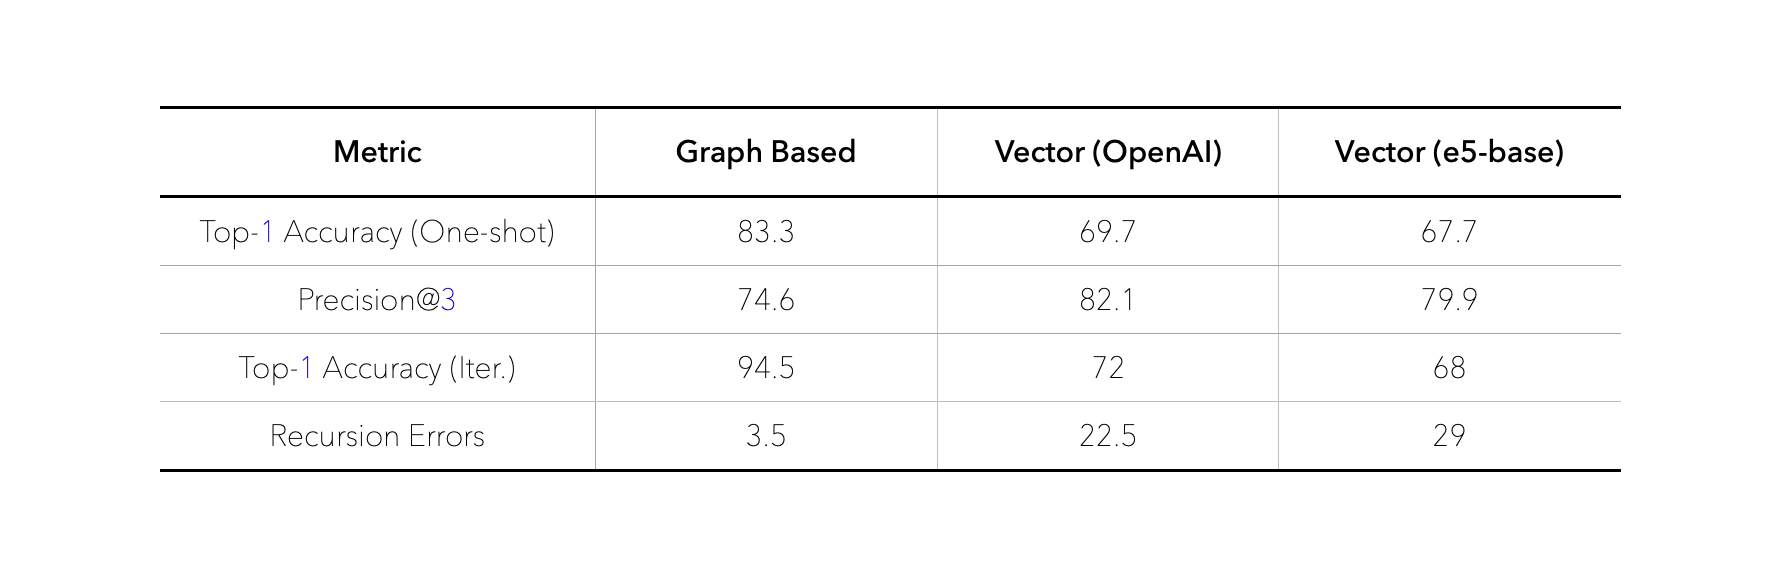 Metric Graph Based Vector (OpenAI) Vector (e5-base)
Top-1 Accuracy (One-shot) 83.3 69.7 67.7
Precision@3 74.6 82.1 79.9
Top-1 Accuracy (Iter.) 94.5 72 68
Recursion Errors 3.5 22.5 29